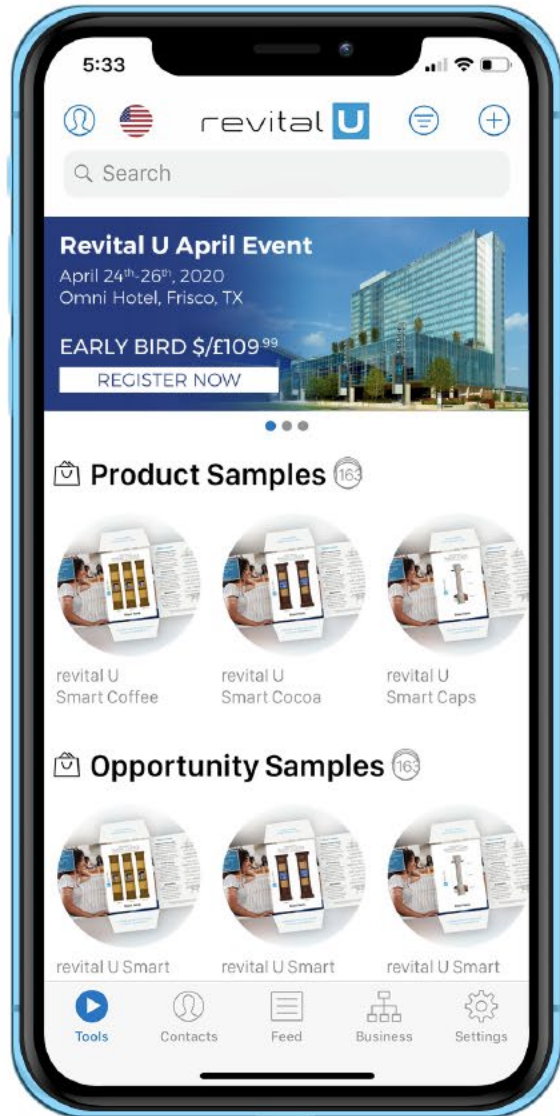 5:33
revital U
Search
Revital U April Event
April 24th-26th, 2020
Omni Hotel, Frisco, TX
EARLY BIRD $/£109.99
REGISTER NOW
Product Samples 163
revital U
Smart Coffee
revital U
Smart Cocoa
revital U
Smart Caps
Opportunity Samples 163
revital U Smart
revital U Smart
revital U Smart
Tools
Contacts
Feed
Business
Settings